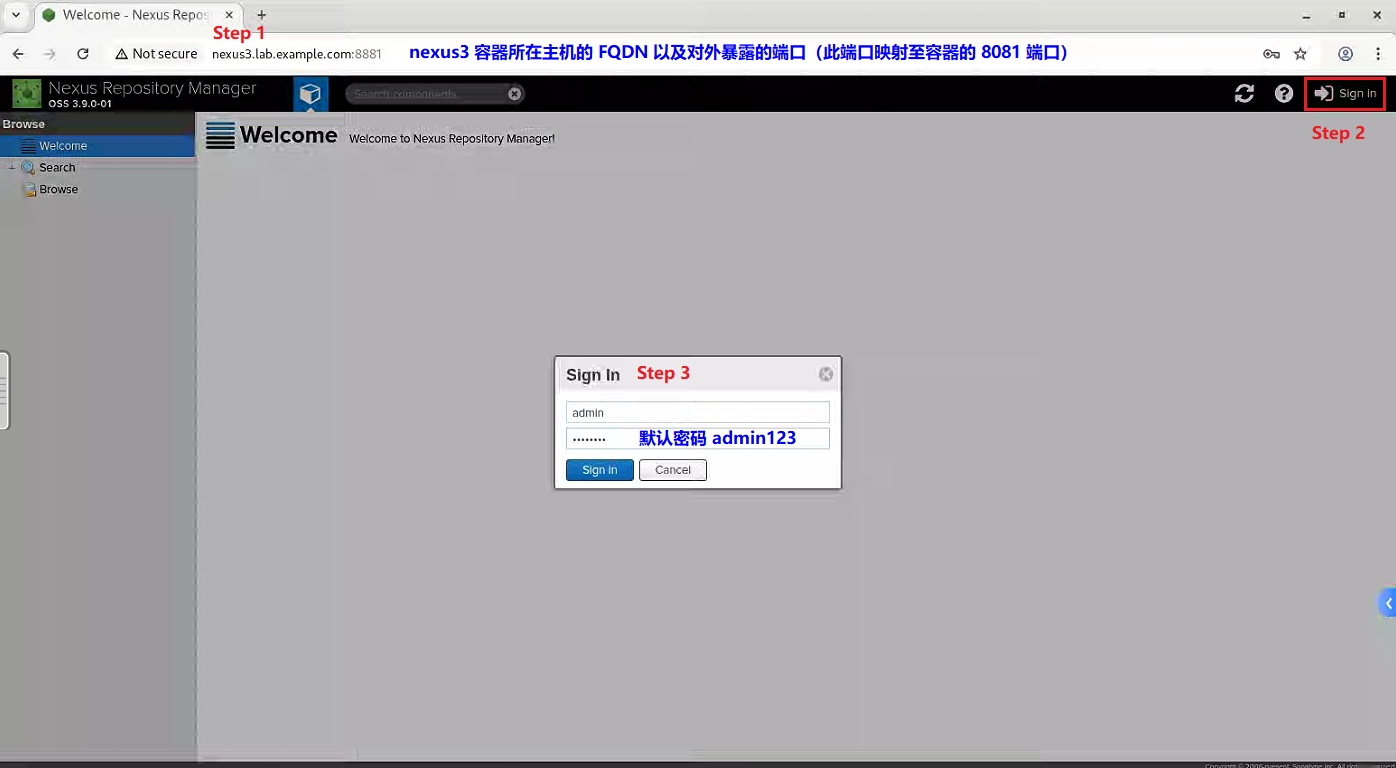 Welcome - Nexus Repos
Step 1
Not secure
nexus3.lab.example.com:8881
nexus3 容器所在主机的 FQDN 以及对外暴露的端口（此端口映射至容器的 8081 端口）
Nexus Repository Manager
OSS 3.9.0-01
Search components
Sign in
Step 2
Browse
Welcome
Search
Browse
Welcome
Welcome to Nexus Repository Manager!
Sign In
Step 3
admin
默认密码 admin123
Sign in
Cancel
Copyright © 2008-present, Sonatype Inc. All rights reserved.